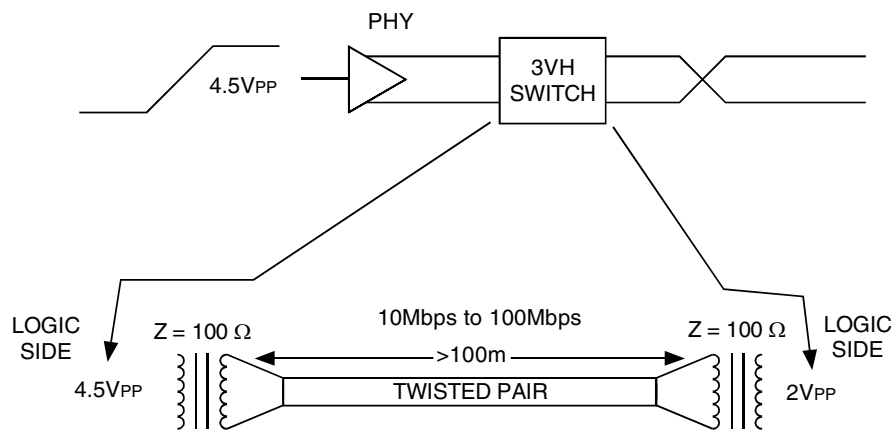 PHY
4.5VPP
3VH
SWITCH
LOGIC
SIDE
Z = 100 Ω
10Mbps to 100Mbps
Z = 100 Ω
LOGIC
SIDE
>100m
4.5VPP
TWISTED PAIR
2VPP